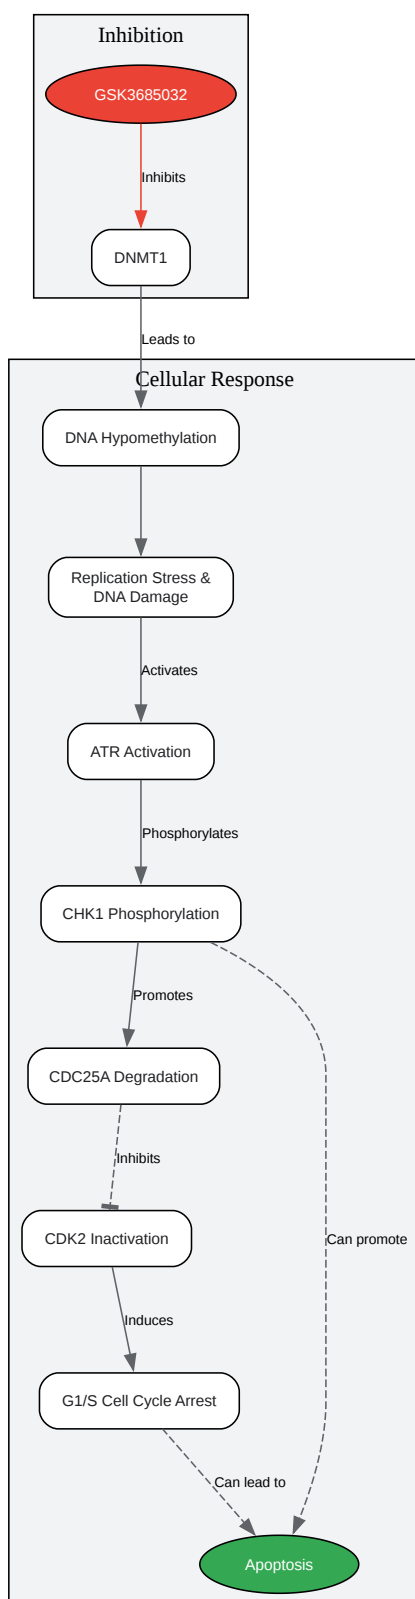 Inhibition
GSK3685032
Inhibits
DNMT1
Leads to
Cellular Response
DNA Hypomethylation
Replication Stress &
DNA Damage
Activates
ATR Activation
Phosphorylates
CHK1 Phosphorylation
Promotes
CDC25A Degradation
Inhibits
CDK2 Inactivation
Can promote
Induces
G1/S Cell Cycle Arrest
Can lead to
Apoptosis